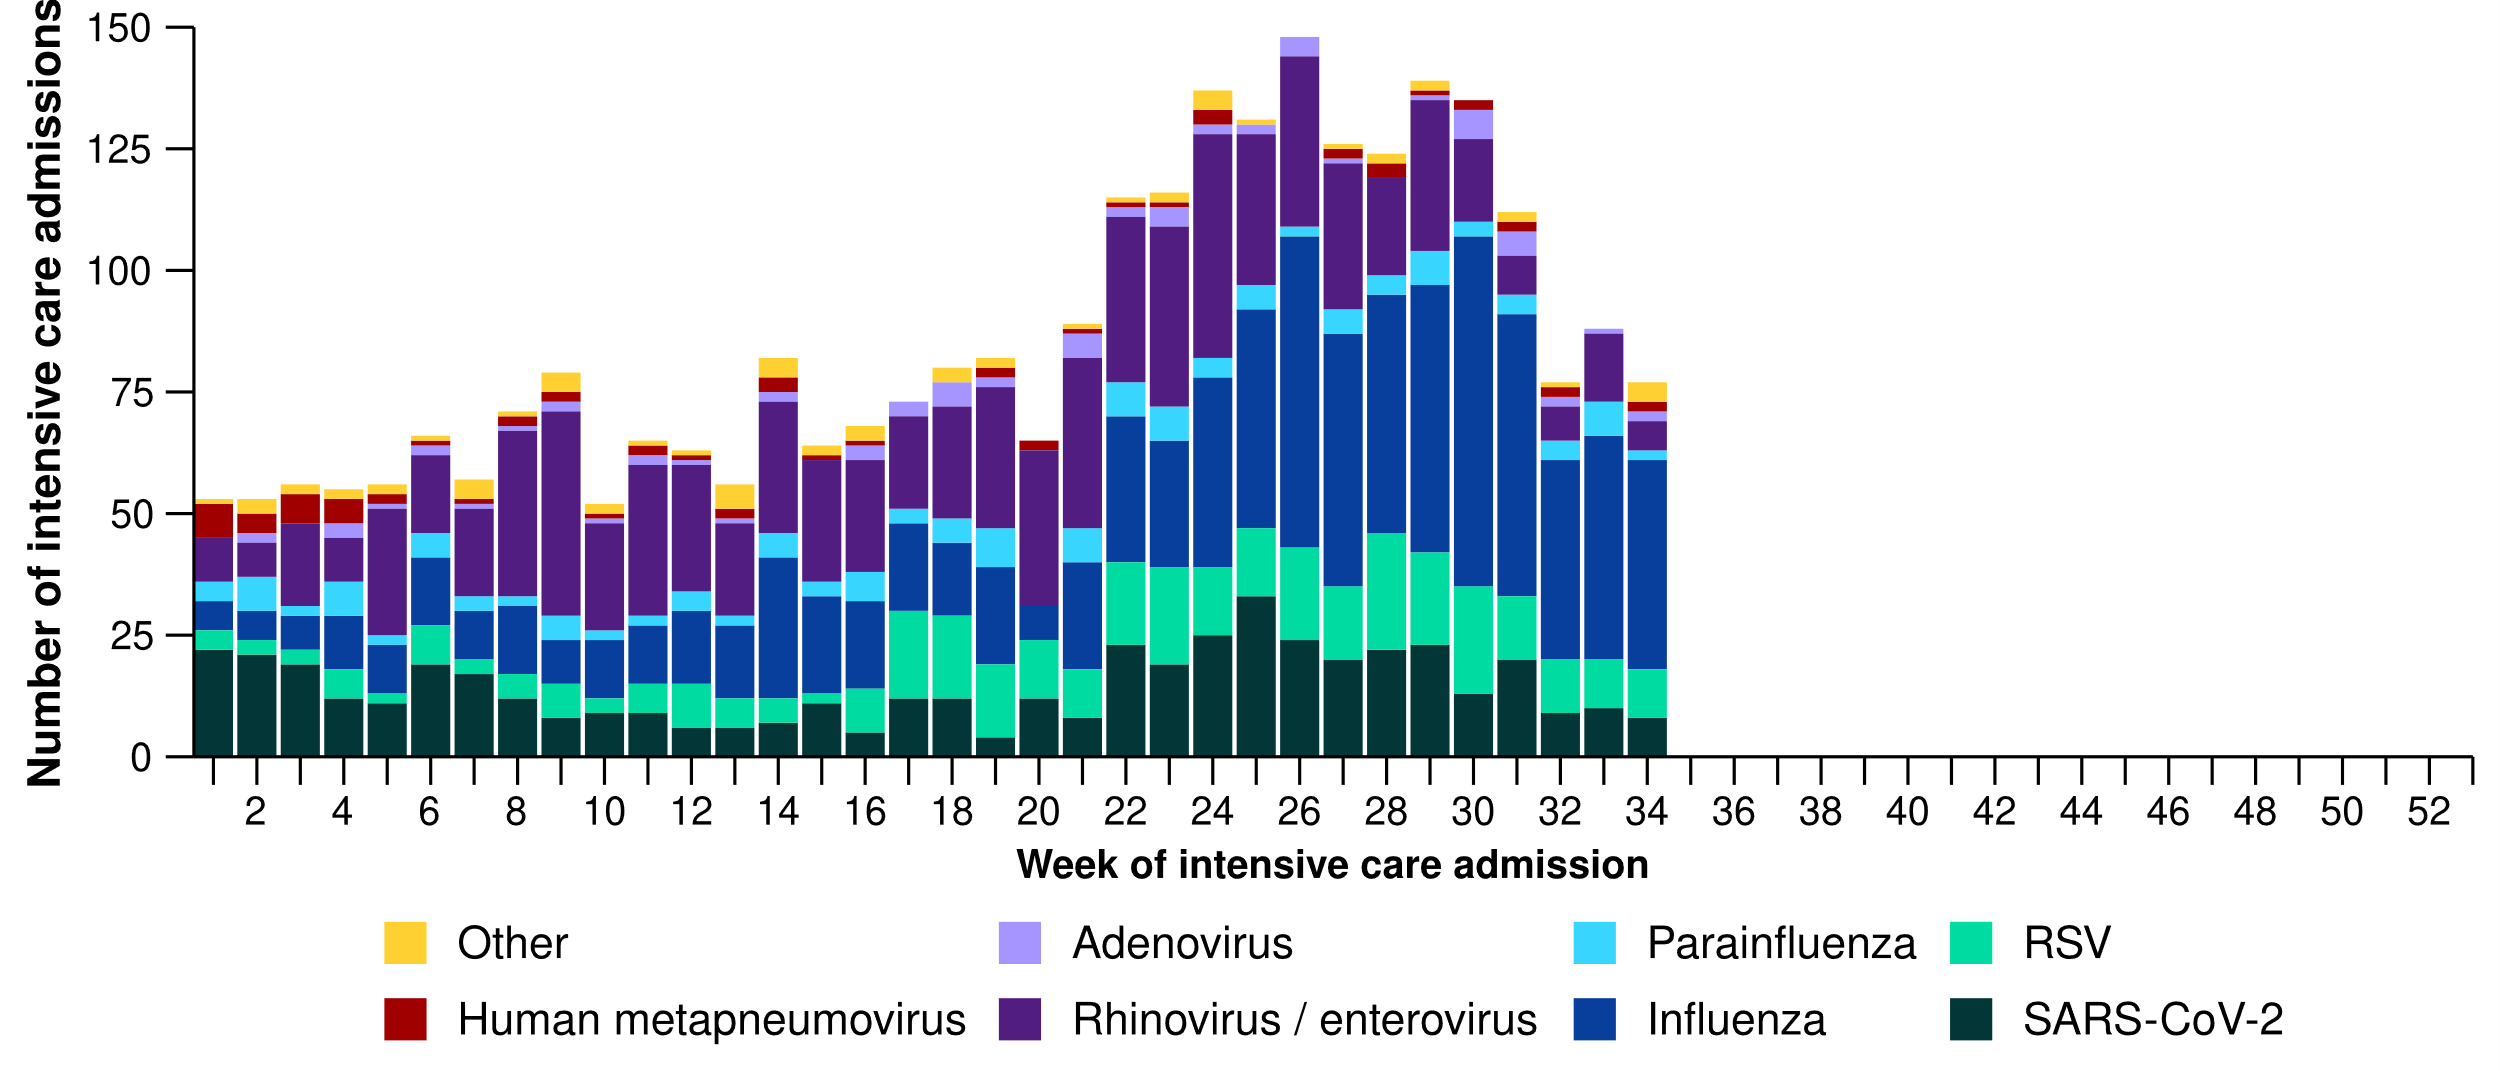 Number of intensive care admissions
150
125
100
75
50
25
0
2 4 6 8 10 12 14 16 18 20 22 24 26 28 30 32 34 36 38 40 42 44 46 48 50 52
Week of intensive care admission
Other Adenovirus Parainfluenza RSV
Human metapneumovirus Rhinovirus / enterovirus Influenza SARS-CoV-2